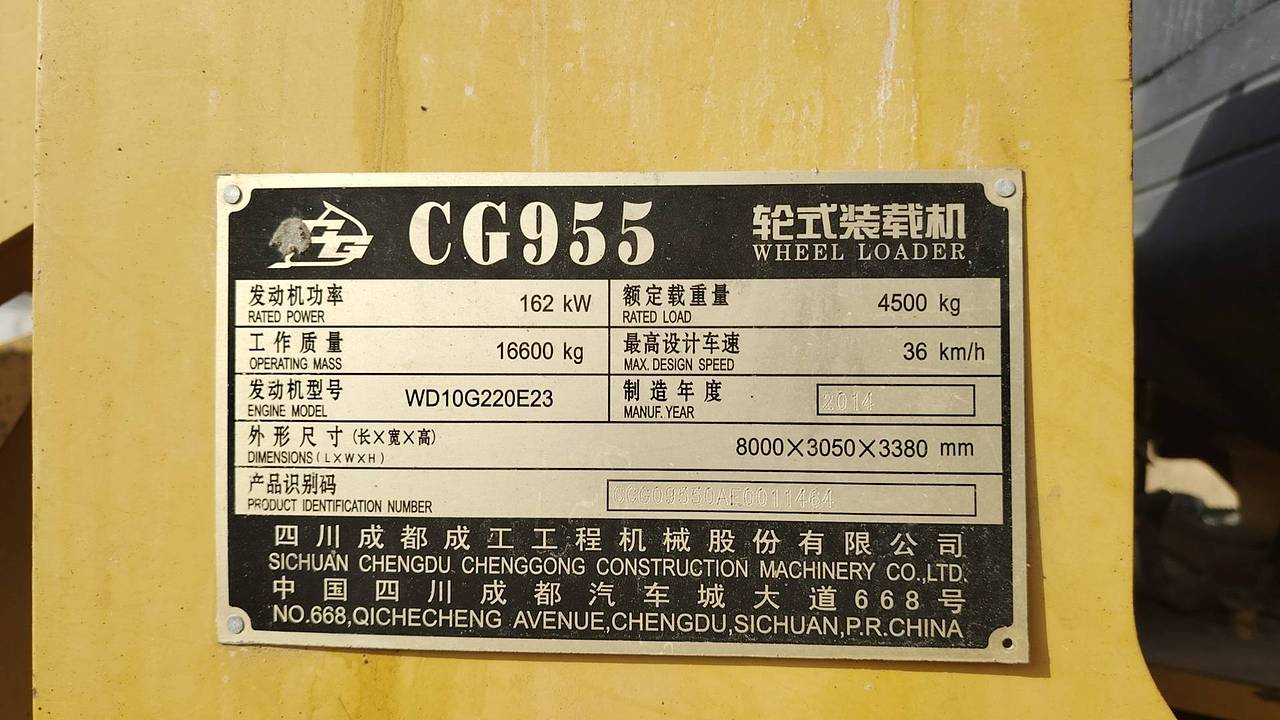 CG CG955 轮式装载机
WHEEL LOADER
发动机功率 162 kW 额定载重量 4500 kg
RATED POWER RATED LOAD
工作质量 16600 kg 最高设计车速 36 km/h
OPERATING MASS MAX. DESIGN SPEED
发动机型号 WD10G220E23 制造年度 2014
ENGINE MODEL MANUF. YEAR
外形尺寸 (长×宽×高) 8000×3050×3380 mm
DIMENSIONS (L×W×H)
产品识别码 CCG09550AE0011464
PRODUCT IDENTIFICATION NUMBER
四川成都成工工程机械股份有限公司
SICHUAN CHENGDU CHENGGONG CONSTRUCTION MACHINERY CO.,LTD.
中国四川成都汽车城大道668号
NO.668,QICHECHENG AVENUE,CHENGDU,SICHUAN,P.R.CHINA